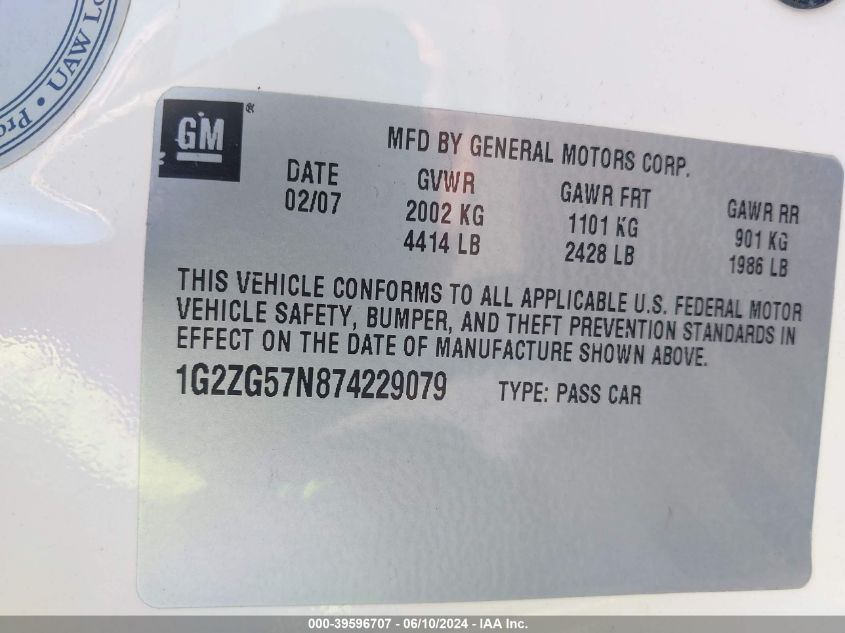 Pro
• UAW Lo
GM®
MFD BY GENERAL MOTORS CORP.
DATE GVWR GAWR FRT GAWR RR
02/07 2002 KG 1101 KG 901 KG
4414 LB 2428 LB 1986 LB
THIS VEHICLE CONFORMS TO ALL APPLICABLE U.S. FEDERAL MOTOR
VEHICLE SAFETY, BUMPER, AND THEFT PREVENTION STANDARDS IN
EFFECT ON THE DATE OF MANUFACTURE SHOWN ABOVE.
1G2ZG57N874229079 TYPE: PASS CAR
000-39596707 - 06/10/2024 - IAA Inc.